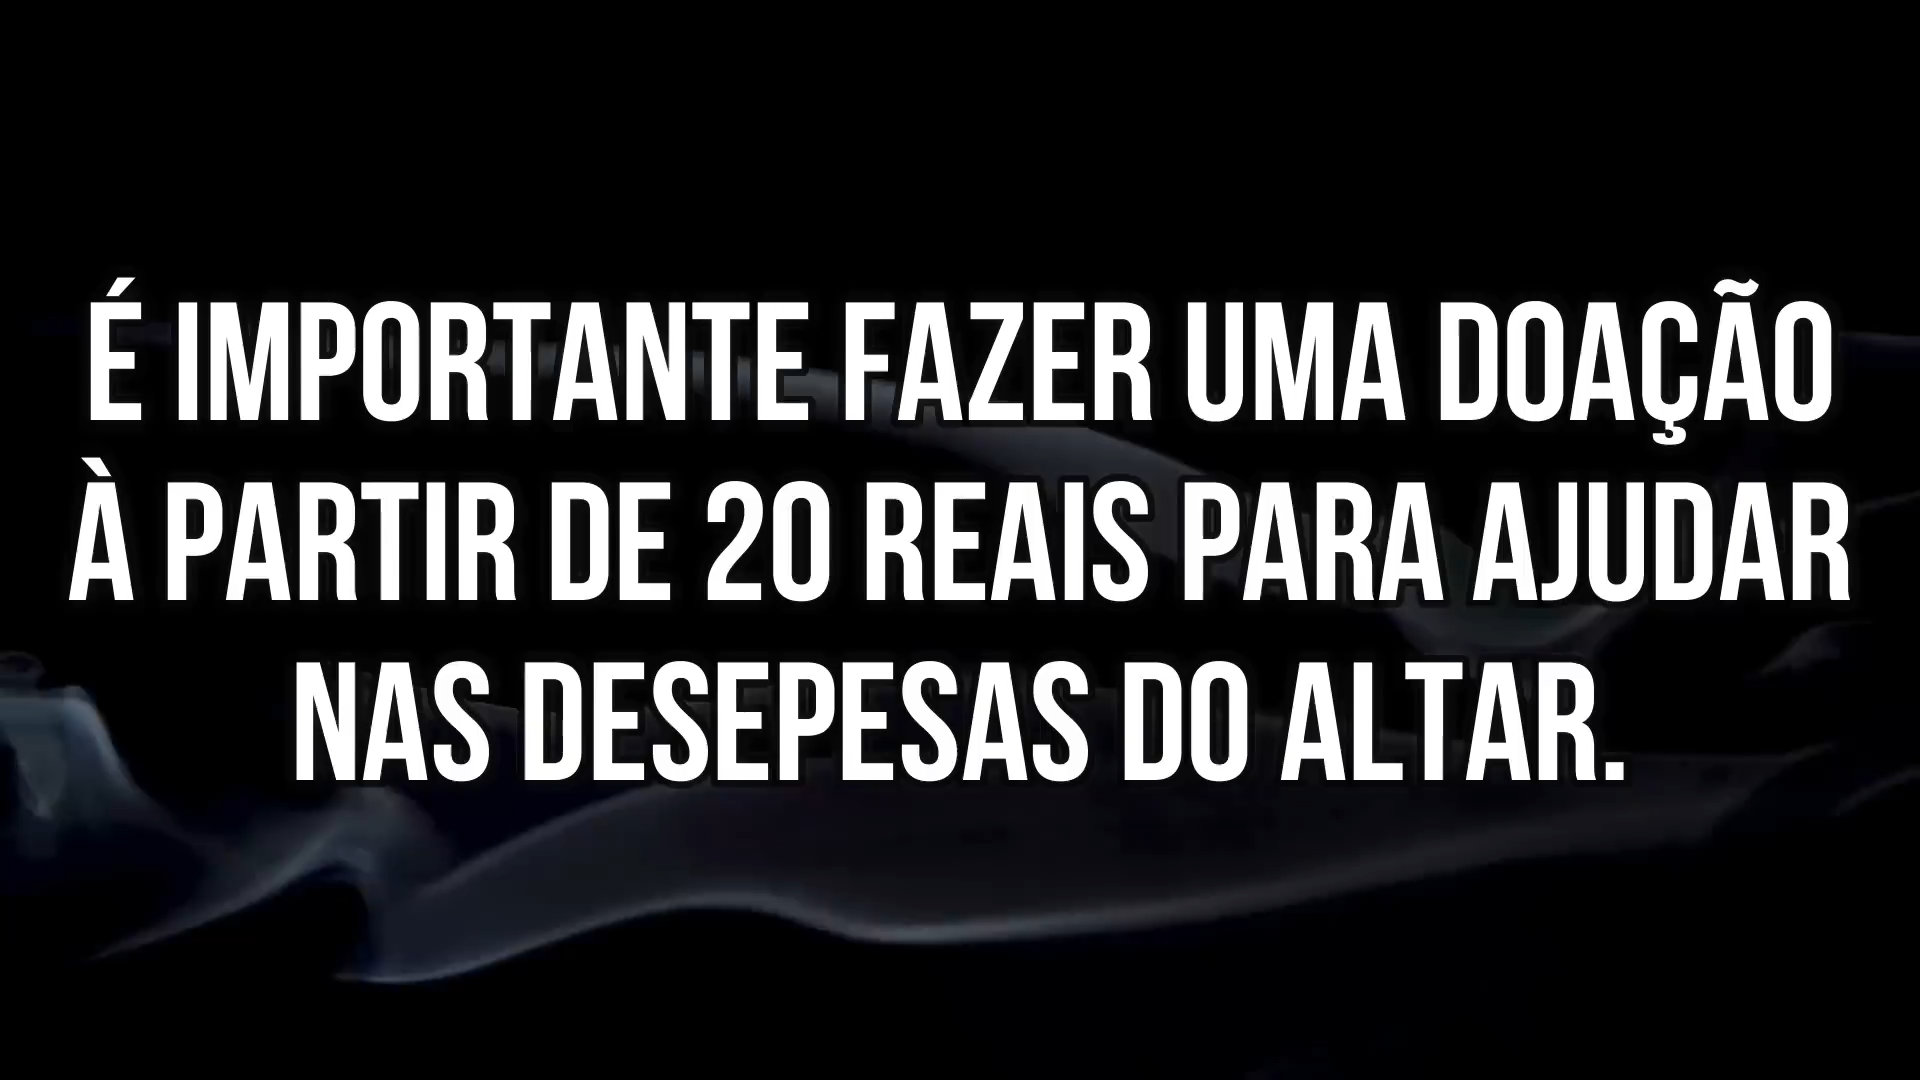 É IMPORTANTE FAZER UMA DOAÇÃO
À PARTIR DE 20 REAIS PARA AJUDAR
NAS DESEPESAS DO ALTAR.